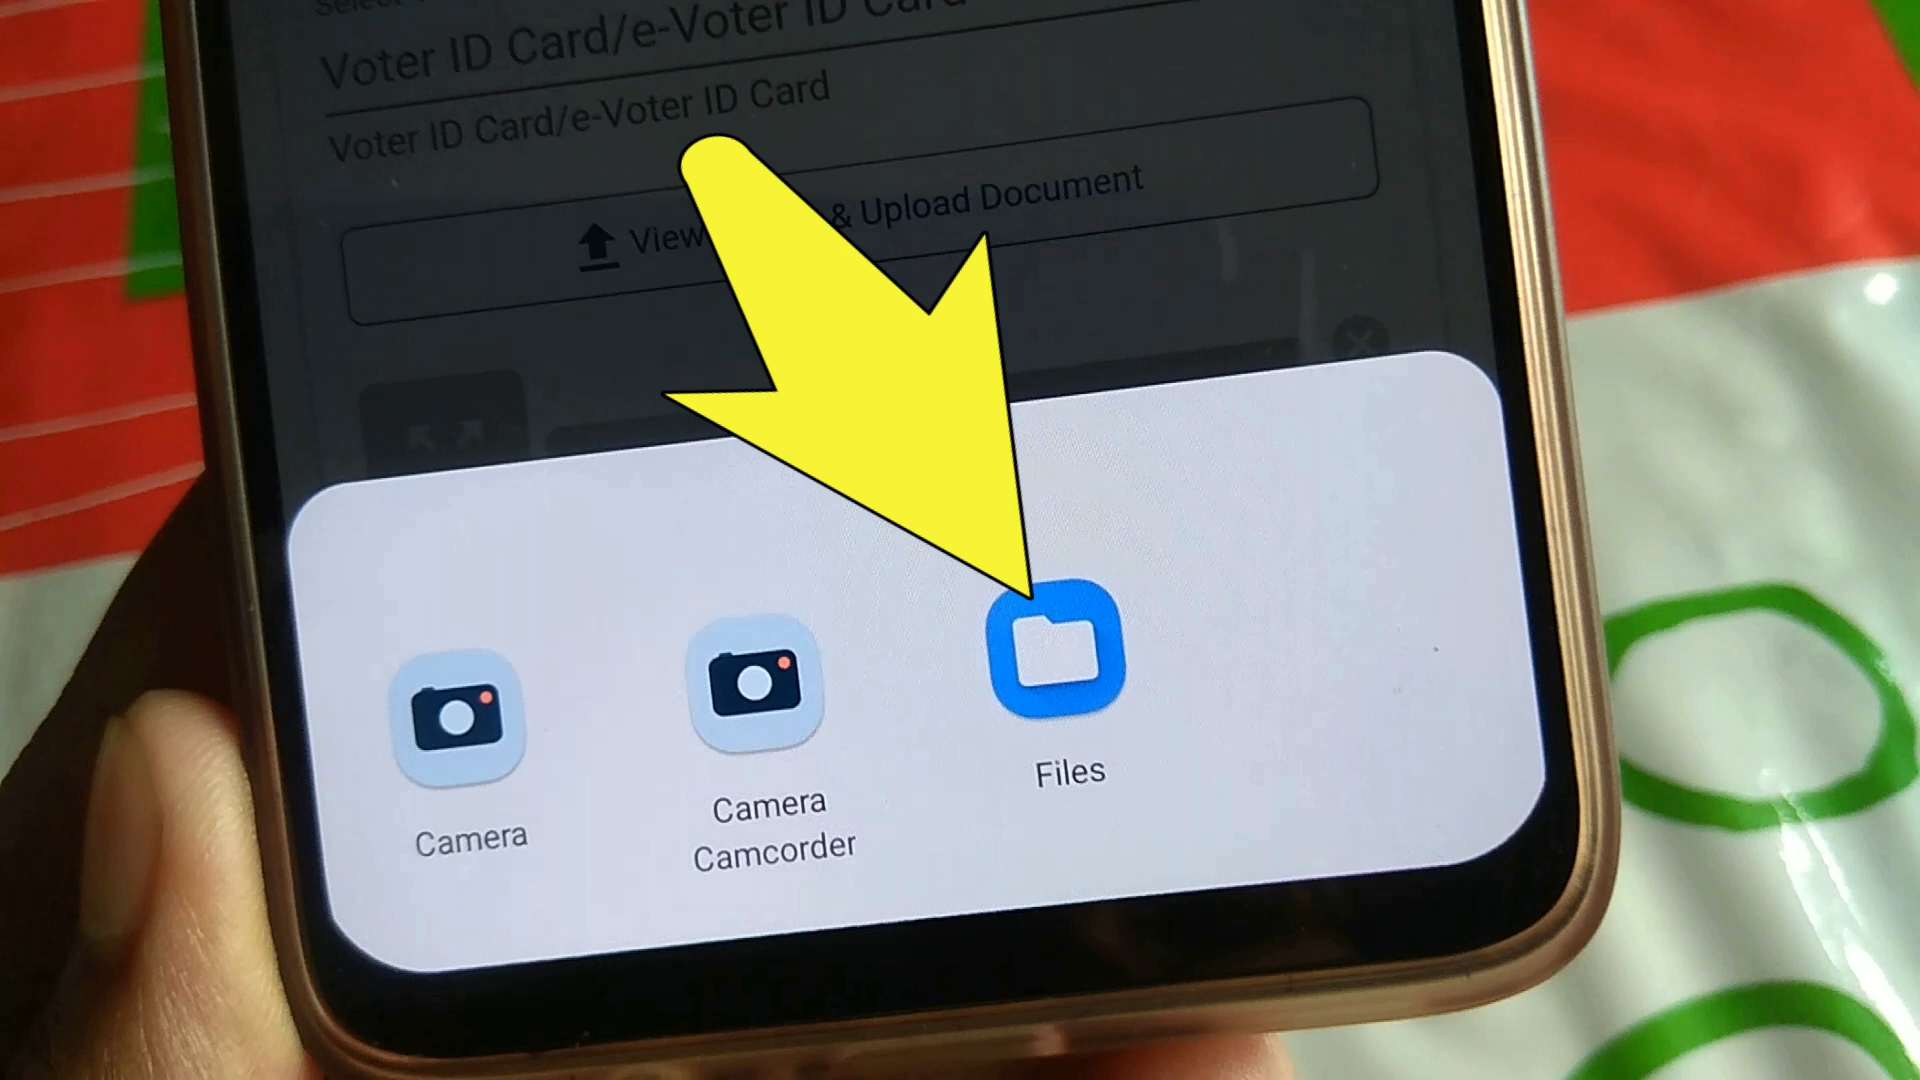 Select
Voter ID Card/e-Voter ID Card
Voter ID Card/e-Voter ID Card
View & Upload Document
Camera
Camera
Camcorder
Files